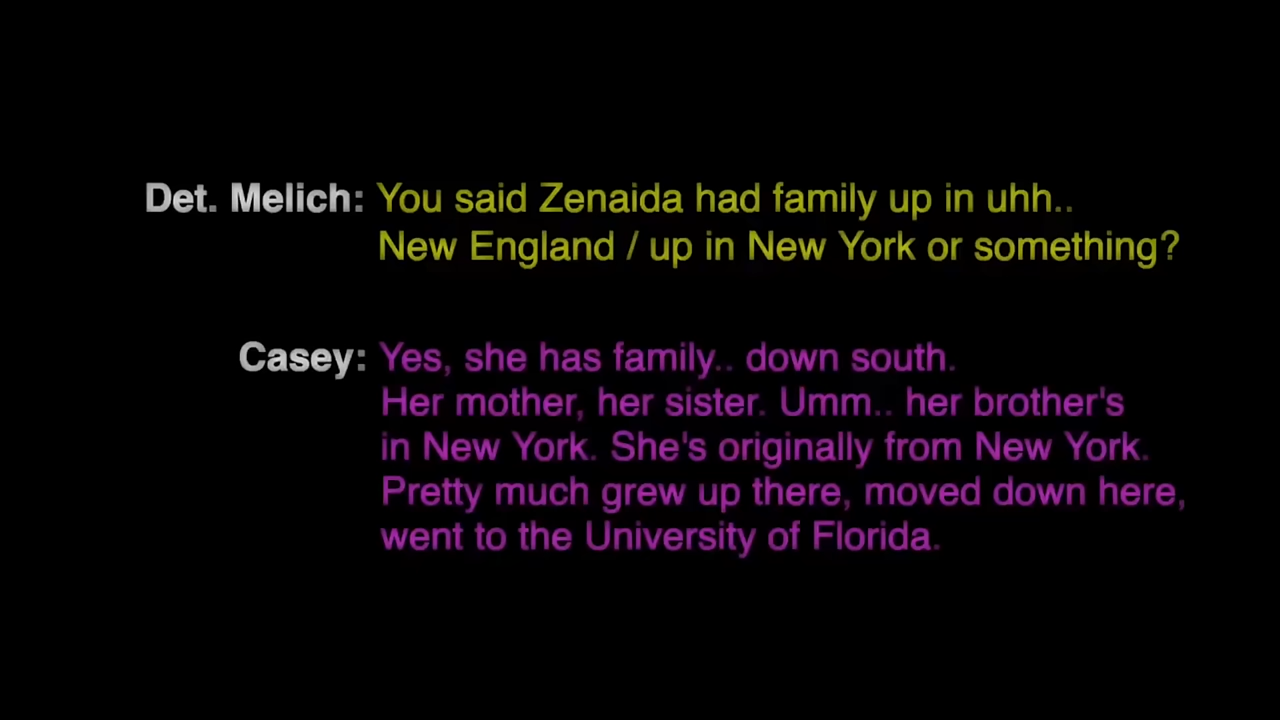 Det. Melich: You said Zenaida had family up in uhh..
New England / up in New York or something?
Casey: Yes, she has family.. down south.
Her mother, her sister. Umm.. her brother's
in New York. She's originally from New York.
Pretty much grew up there, moved down here,
went to the University of Florida.